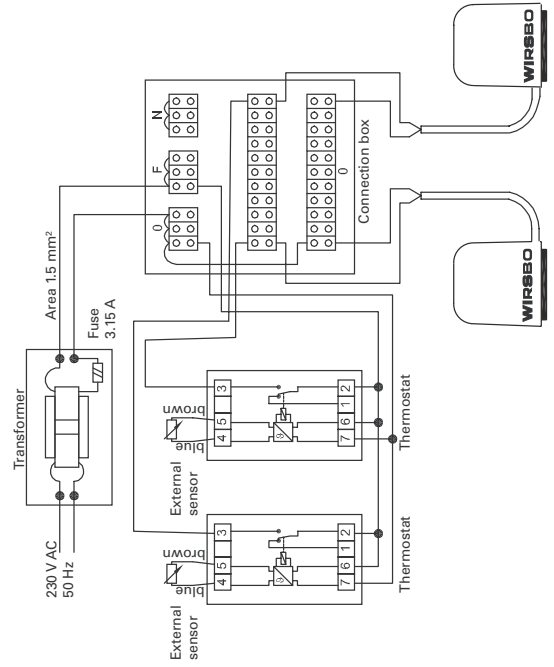 Transformer
230 V AC
50 Hz
Area 1.5 mm²
Fuse
3.15 A
0
F
N
0
Connection box
External
sensor
blue
brown
4
5
3
7
6
1
2
ϑ
Thermostat
External
sensor
blue
brown
4
5
3
7
6
1
2
ϑ
Thermostat
WIRSBO
WIRSBO